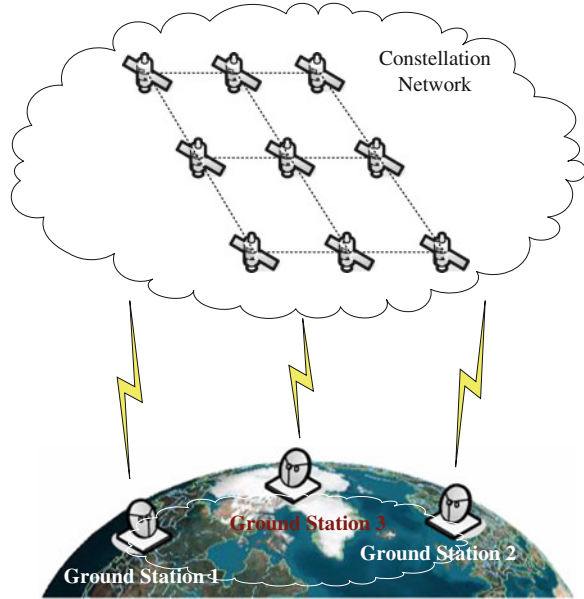 Constellation
Network
Ground Station 3
Ground Station 2
Ground Station 1